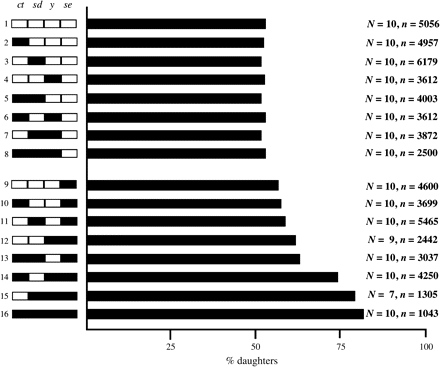 ct sd y se
1 N = 10, n = 5056
2 N = 10, n = 4957
3 N = 10, n = 6179
4 N = 10, n = 3612
5 N = 10, n = 4003
6 N = 10, n = 3612
7 N = 10, n = 3872
8 N = 10, n = 2500
9 N = 10, n = 4600
10 N = 10, n = 3699
11 N = 10, n = 5465
12 N = 9, n = 2442
13 N = 10, n = 3037
14 N = 10, n = 4250
15 N = 7, n = 1305
16 N = 10, n = 1043
25 50 75 100
% daughters